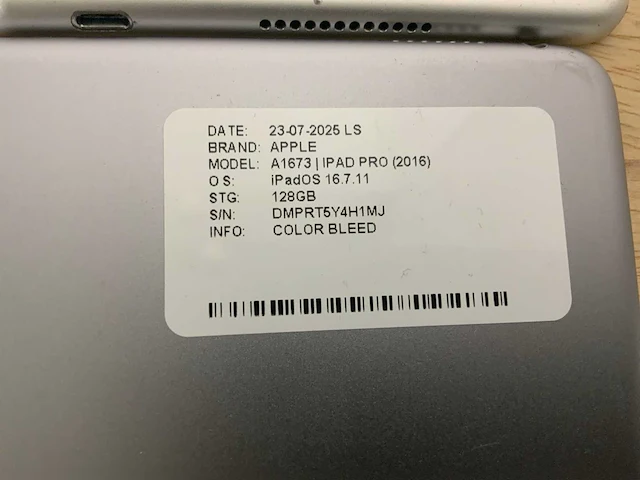 DATE: 23-07-2025 LS
BRAND: APPLE
MODEL: A1673 | IPAD PRO (2016)
OS: iPadOS 16.7.11
STG: 128GB
S/N: DMPRT5Y4H1MJ
INFO: COLOR BLEED